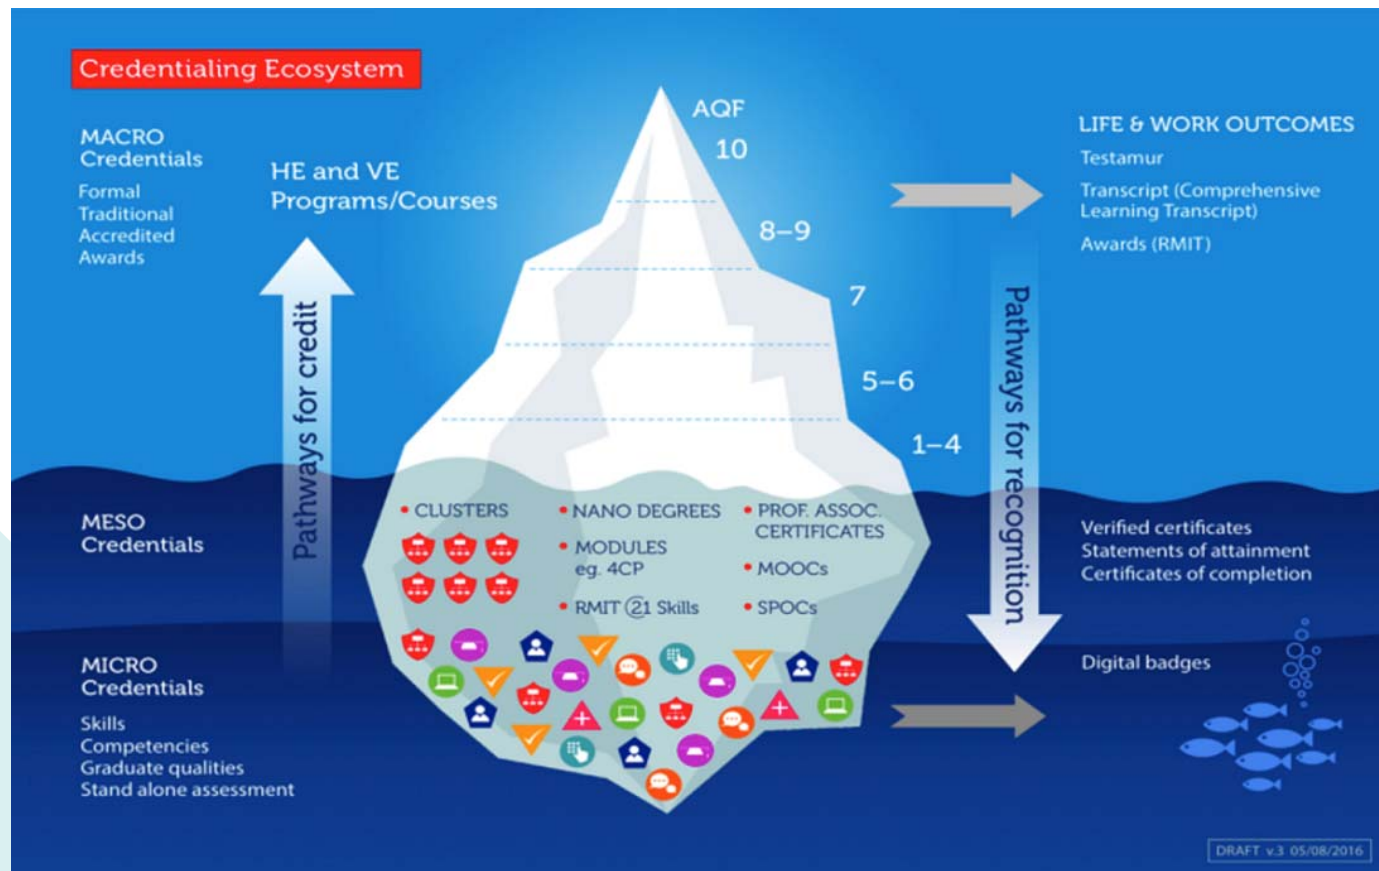 Credentialing Ecosystem
MACRO
Credentials
Formal
Traditional
Accredited
Awards
HE and VE
Programs/Courses
Pathways for credit
AQF
10
8–9
7
5–6
1–4
LIFE & WORK OUTCOMES
Testamur
Transcript (Comprehensive
Learning Transcript)
Awards (RMIT)
Pathways for recognition
MESO
Credentials
• CLUSTERS
• NANO DEGREES
• MODULES
eg. 4CP
• RMIT 21 Skills
• PROF. ASSOC.
CERTIFICATES
• MOOCs
• SPOCs
Verified certificates
Statements of attainment
Certificates of completion
MICRO
Credentials
Skills
Competencies
Graduate qualities
Stand alone assessment
Digital badges
DRAFT v.3 05/08/2016